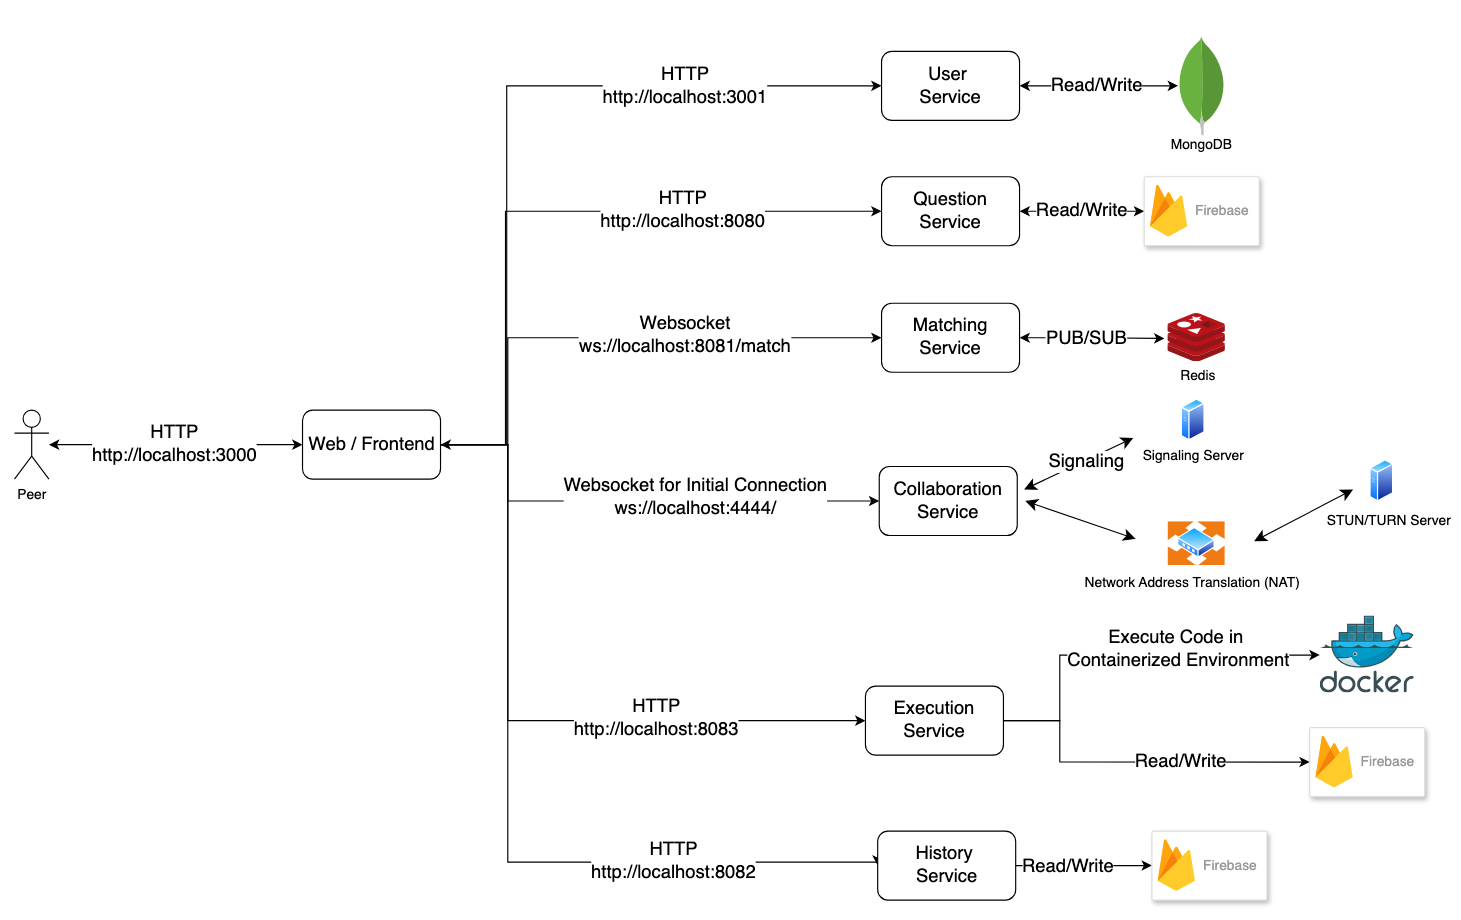 HTTP
http://localhost:3001
User
Service
Read/Write
MongoDB
HTTP
http://localhost:8080
Question
Service
Read/Write
Firebase
Websocket
ws://localhost:8081/match
Matching
Service
PUB/SUB
Redis
HTTP
http://localhost:3000
Peer
Web / Frontend
Websocket for Initial Connection
ws://localhost:4444/
Collaboration
Service
Signaling
Signaling Server
STUN/TURN Server
Network Address Translation (NAT)
HTTP
http://localhost:8083
Execution
Service
Execute Code in
Containerized Environment
docker
Read/Write
Firebase
HTTP
http://localhost:8082
History
Service
Read/Write
Firebase